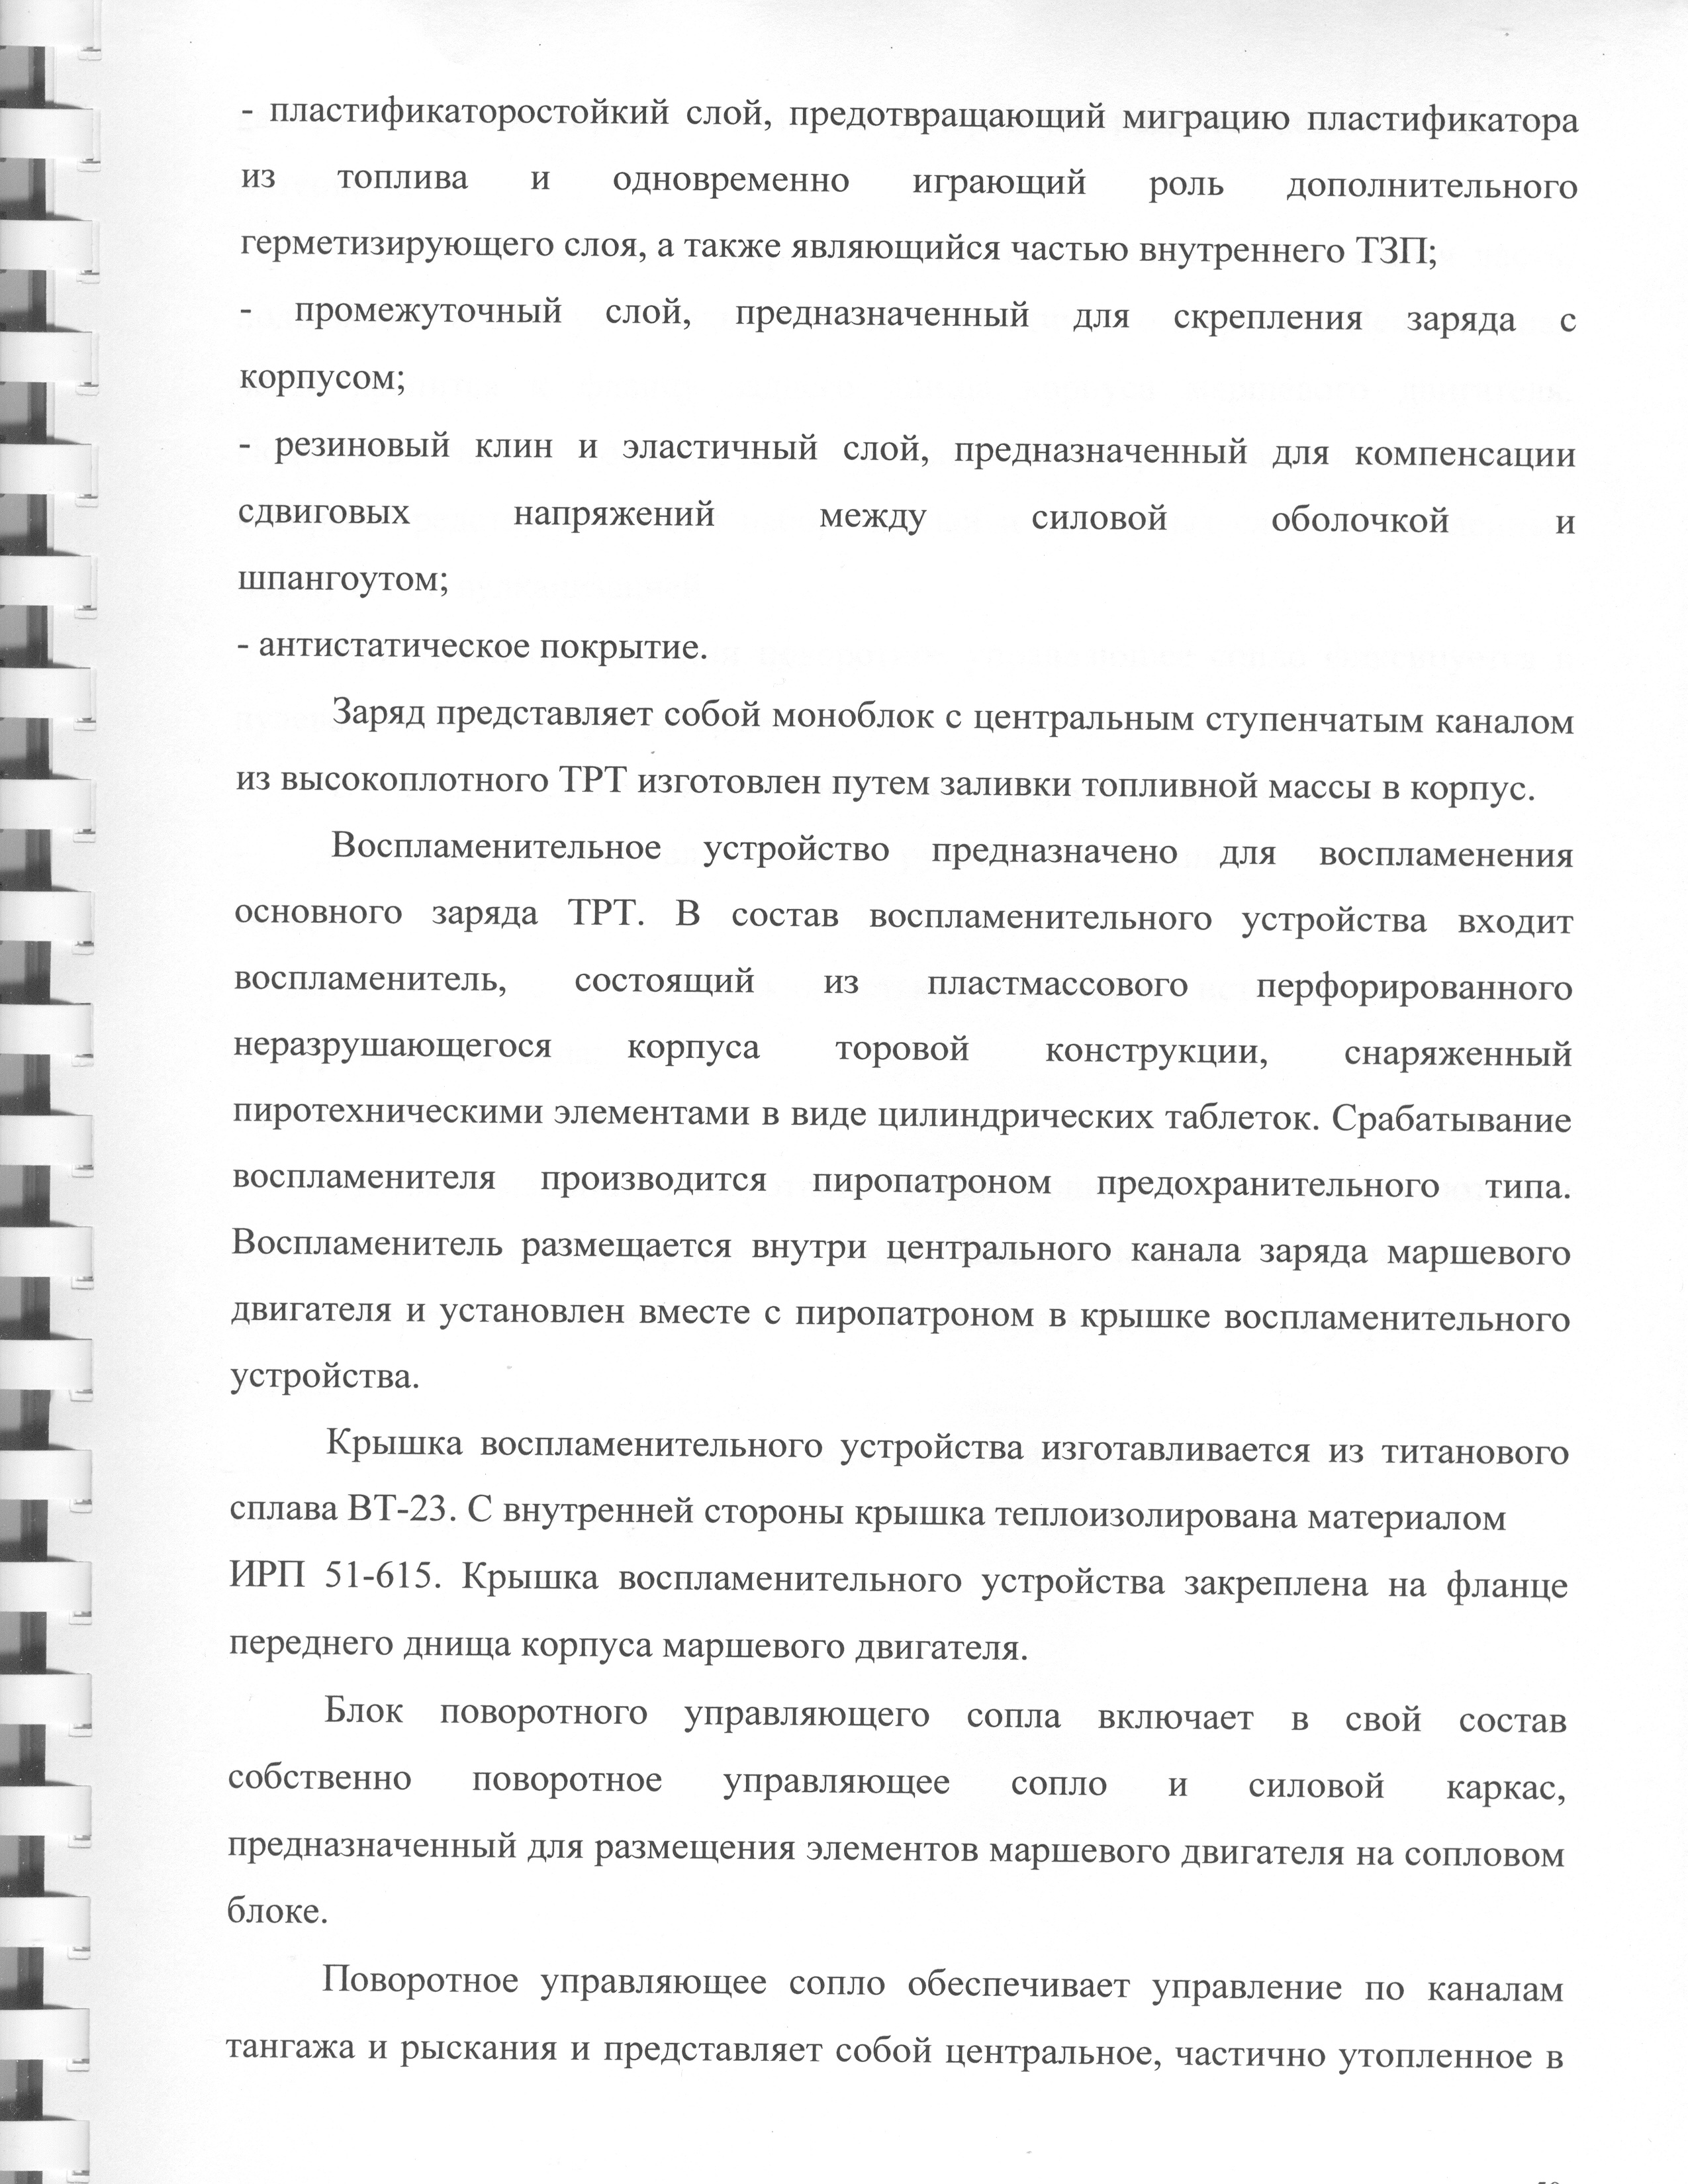 - пластификаторостойкий слой, предотвращающий миграцию пластификатора
из топлива и одновременно играющий роль дополнительного
герметизирующего слоя, а также являющийся частью внутреннего ТЗП;
- промежуточный слой, предназначенный для скрепления заряда с
корпусом;
- резиновый клин и эластичный слой, предназначенный для компенсации
сдвиговых напряжений между силовой оболочкой и
шпангоутом;
- антистатическое покрытие.
Заряд представляет собой моноблок с центральным ступенчатым каналом
из высокоплотного ТРТ изготовлен путем заливки топливной массы в корпус.
Воспламенительное устройство предназначено для воспламенения
основного заряда ТРТ. В состав воспламенительного устройства входит
воспламенитель, состоящий из пластмассового перфорированного
неразрушающегося корпуса торовой конструкции, снаряженный
пиротехническими элементами в виде цилиндрических таблеток. Срабатывание
воспламенителя производится пиропатроном предохранительного типа.
Воспламенитель размещается внутри центрального канала заряда маршевого
двигателя и установлен вместе с пиропатроном в крышке воспламенительного
устройства.
Крышка воспламенительного устройства изготавливается из титанового
сплава ВТ-23. С внутренней стороны крышка теплоизолирована материалом
ИРП 51-615. Крышка воспламенительного устройства закреплена на фланце
переднего днища корпуса маршевого двигателя.
Блок поворотного управляющего сопла включает в свой состав
собственно поворотное управляющее сопло и силовой каркас,
предназначенный для размещения элементов маршевого двигателя на сопловом
блоке.
Поворотное управляющее сопло обеспечивает управление по каналам
тангажа и рыскания и представляет собой центральное, частично утопленное в